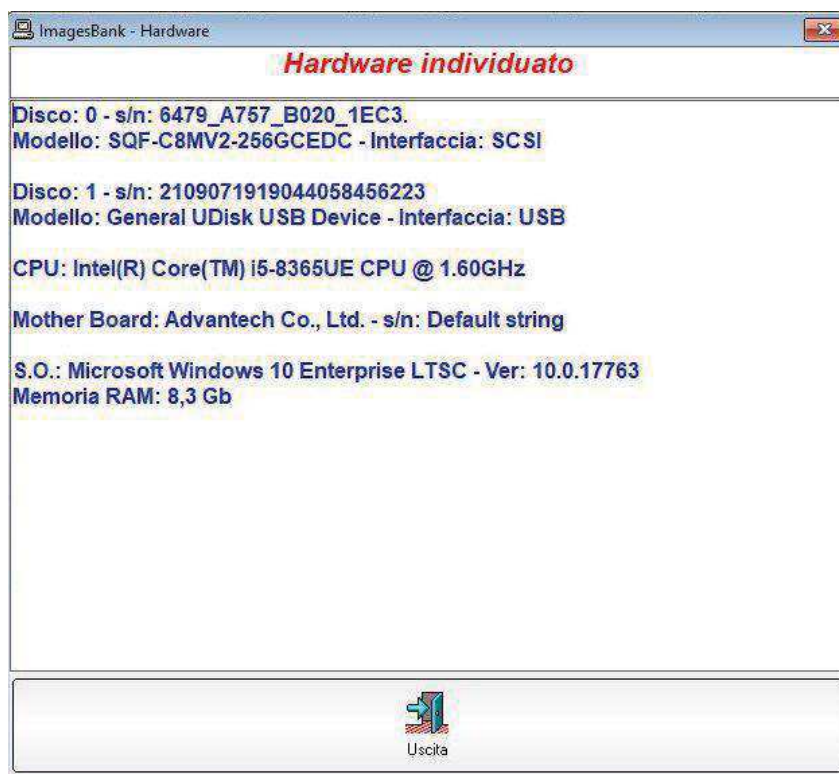 ImagesBank - Hardware
Hardware individuato
Disco: 0 - s/n: 6479_A757_B020_1EC3.
Modello: SQF-C8MV2-256GCEDC - Interfaccia: SCSI
Disco: 1 - s/n: 2109071919044058456223
Modello: General UDisk USB Device - Interfaccia: USB
CPU: Intel(R) Core(TM) i5-8365UE CPU @ 1.60GHz
Mother Board: Advantech Co., Ltd. - s/n: Default string
S.O.: Microsoft Windows 10 Enterprise LTSC - Ver: 10.0.17763
Memoria RAM: 8,3 Gb
Uscita